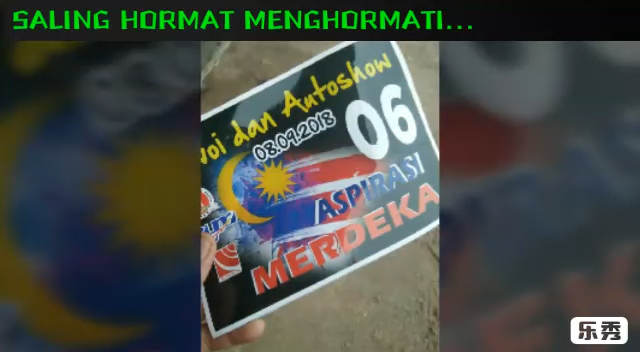 SALING HORMAT MENGHORMATI...
voi dan Autoshow
08.09.2018
06
ASPIRASI
MERDEKA
乐秀